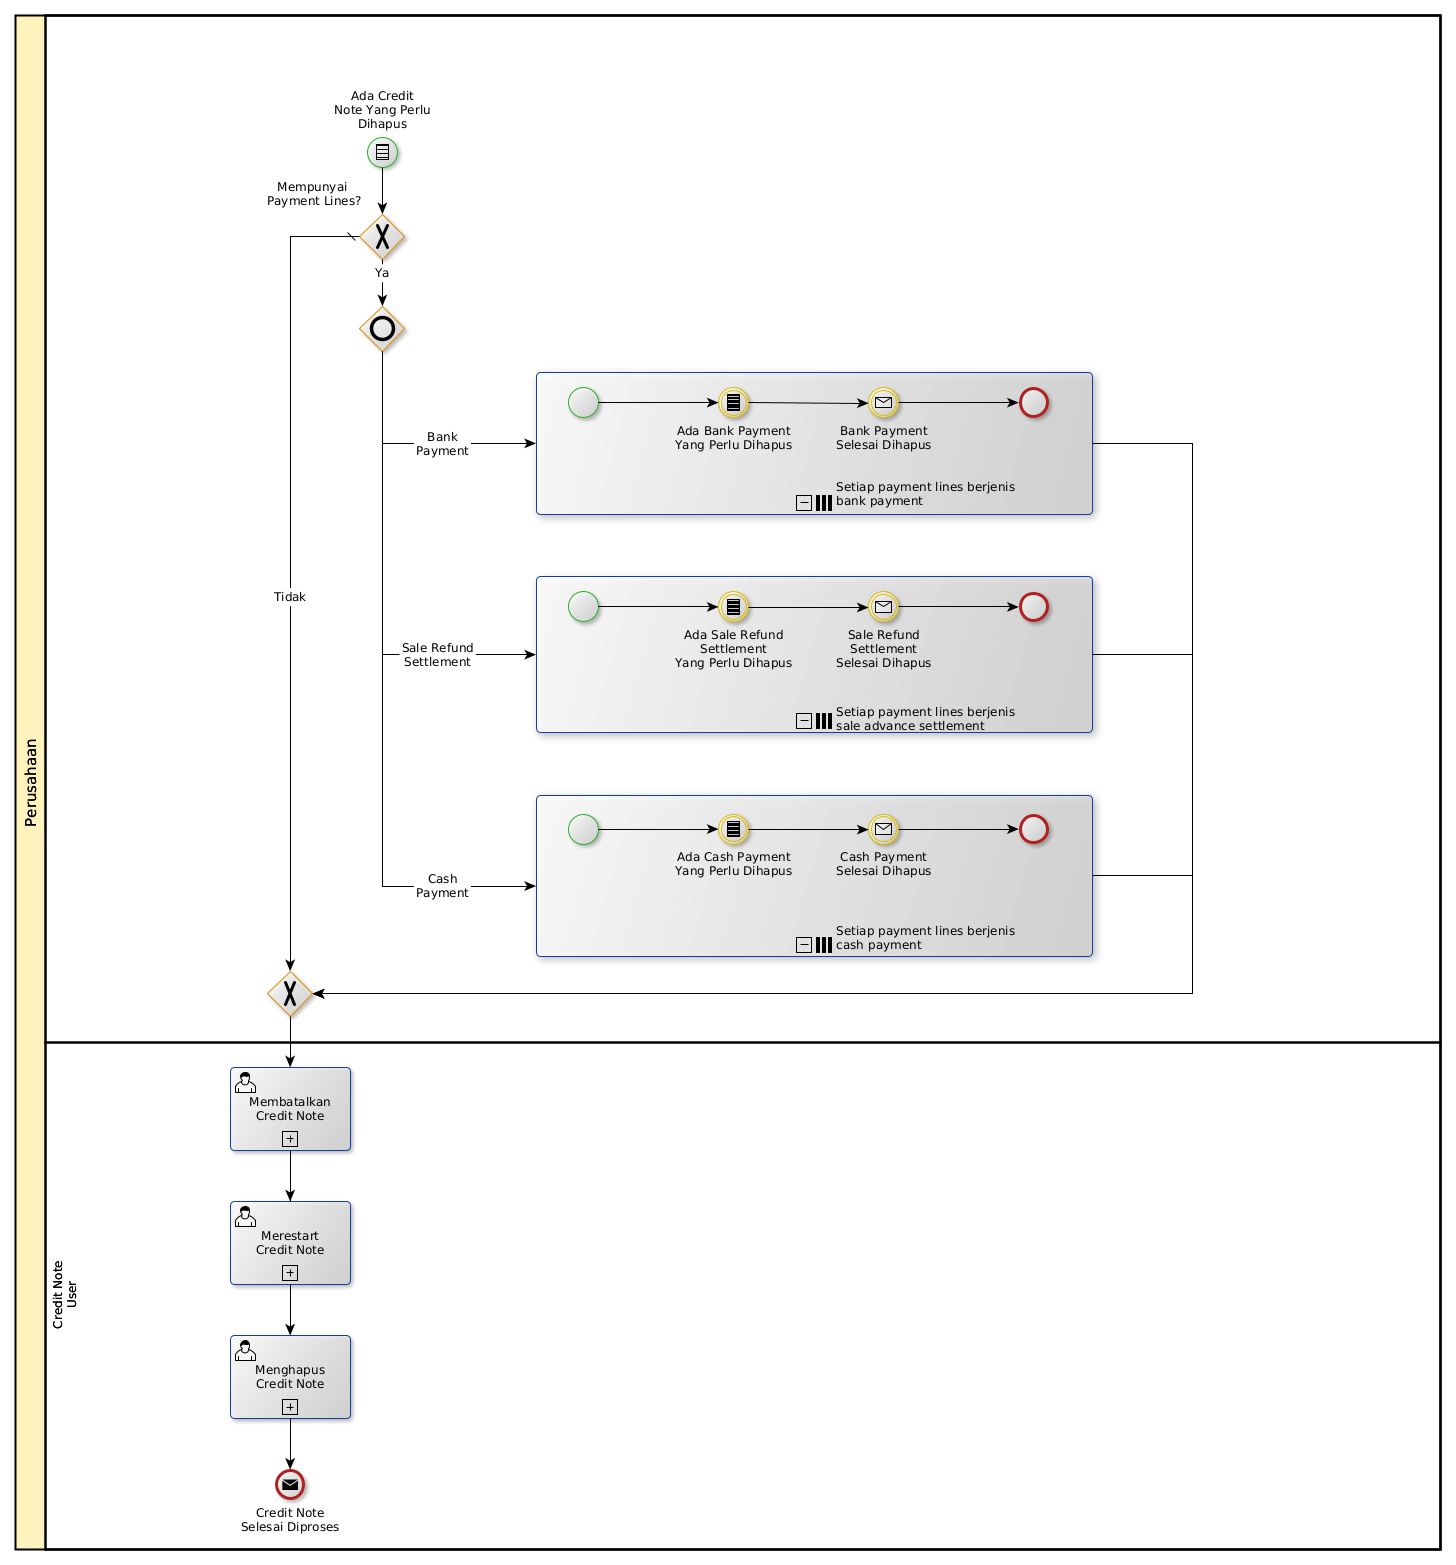 Perusahaan
Ada Credit
Note Yang Perlu
Dihapus
Mempunyai
Payment Lines?
Ya
Tidak
Bank
Payment
Ada Bank Payment
Yang Perlu Dihapus
Bank Payment
Selesai Dihapus
Setiap payment lines berjenis
bank payment
Sale Refund
Settlement
Ada Sale Refund
Settlement
Yang Perlu Dihapus
Sale Refund
Settlement
Selesai Dihapus
Setiap payment lines berjenis
sale advance settlement
Cash
Payment
Ada Cash Payment
Yang Perlu Dihapus
Cash Payment
Selesai Dihapus
Setiap payment lines berjenis
cash payment
Credit Note
User
Membatalkan
Credit Note
Merestart
Credit Note
Menghapus
Credit Note
Credit Note
Selesai Diproses